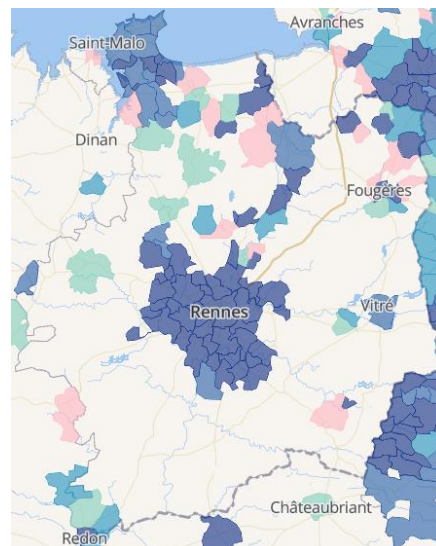 Avranches
Saint-Malo
Dinan
Fougères
Rennes
Vitré
Châteaubriant
Redon